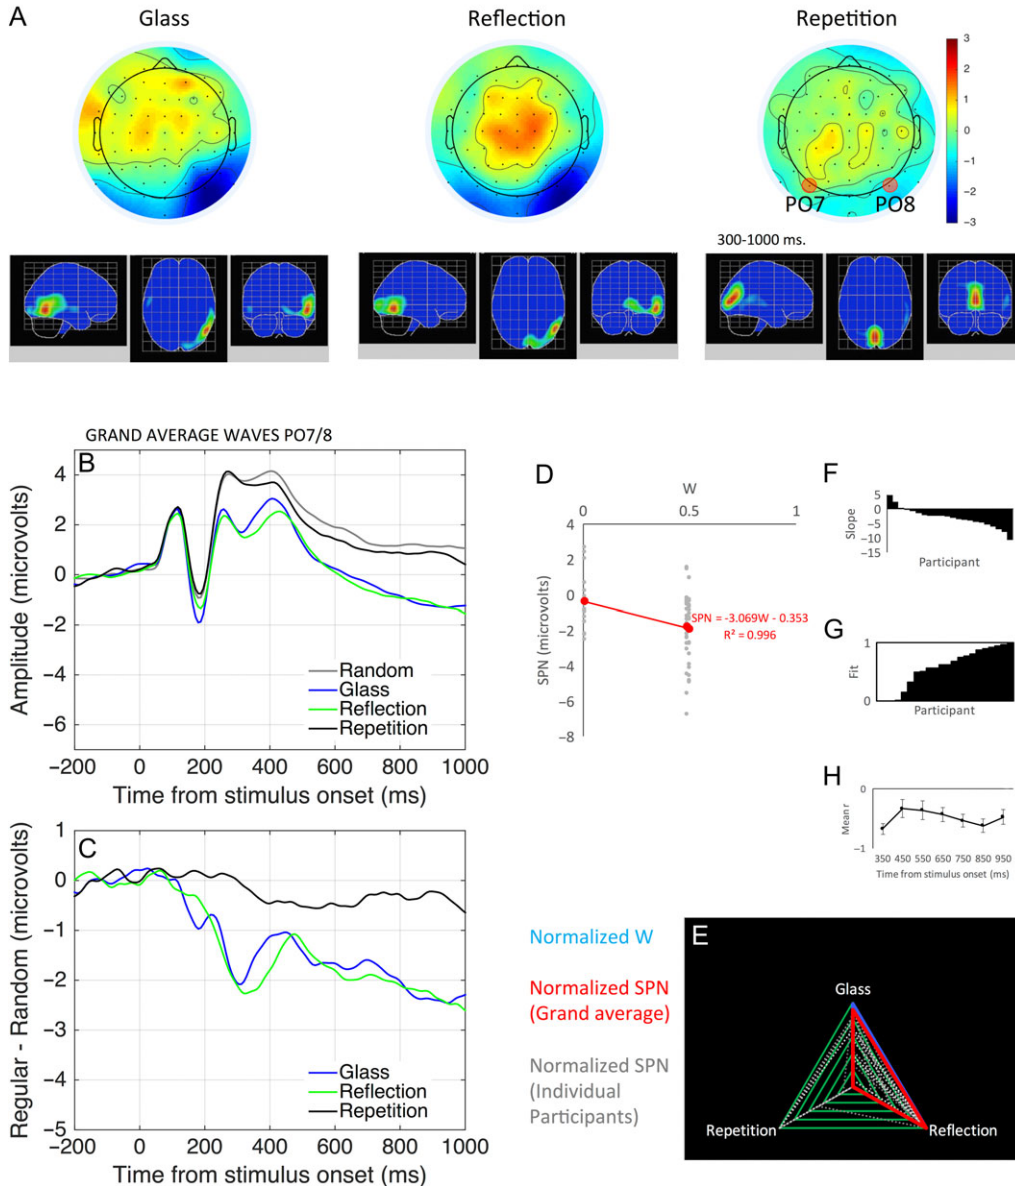 A
Glass
Reflection
Repetition
3
2
1
0
−1
−2
−3
PO7
PO8
300-1000 ms.
GRAND AVERAGE WAVES PO7/8
B
Amplitude (microvolts)
4
2
0
−2
−4
−6
Random
Glass
Reflection
Repetition
−200
0
200
400
600
800
1000
Time from stimulus onset (ms)
C
Regular - Random (microvolts)
1
0
−1
−2
−3
−4
−5
Glass
Reflection
Repetition
−200
0
200
400
600
800
1000
Time from stimulus onset (ms)
D
W
0
0.5
1
SPN (microvolts)
4
2
0
−2
−4
−6
−8
SPN = -3.069W - 0.353
R² = 0.996
F
Slope
5
0
−5
−10
−15
Participant
G
Fit
1
0
Participant
H
Mean r
0
−1
350 450 550 650 750 850 950
Time from stimulus onset (ms)
Normalized W
Normalized SPN
(Grand average)
Normalized SPN
(Individual
Participants)
E
Glass
Repetition
Reflection